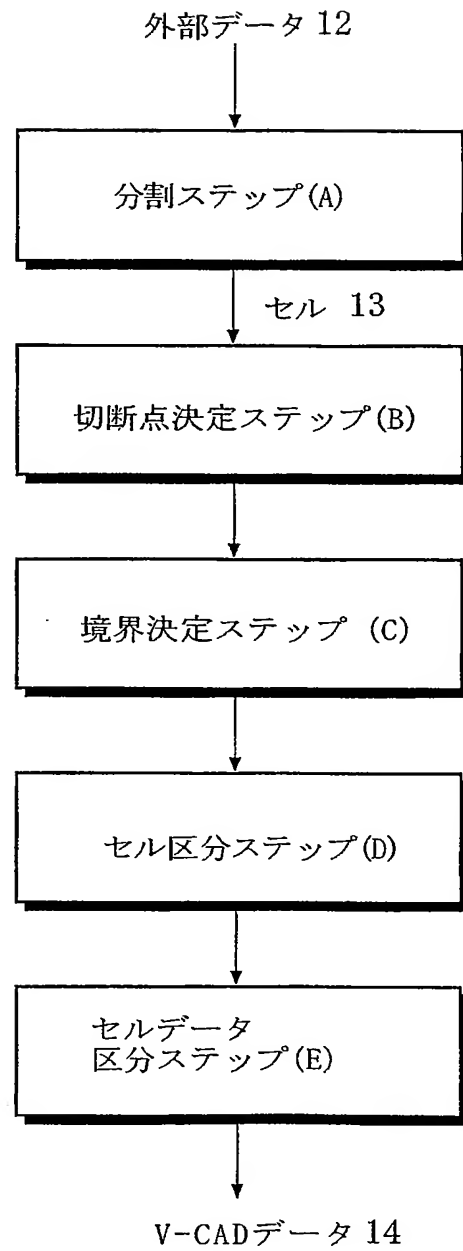 外部データ 12
分割ステップ(A)
セル 13
切断点決定ステップ(B)
境界決定ステップ (C)
セル区分ステップ(D)
セルデータ
区分ステップ(E)
V-CADデータ 14